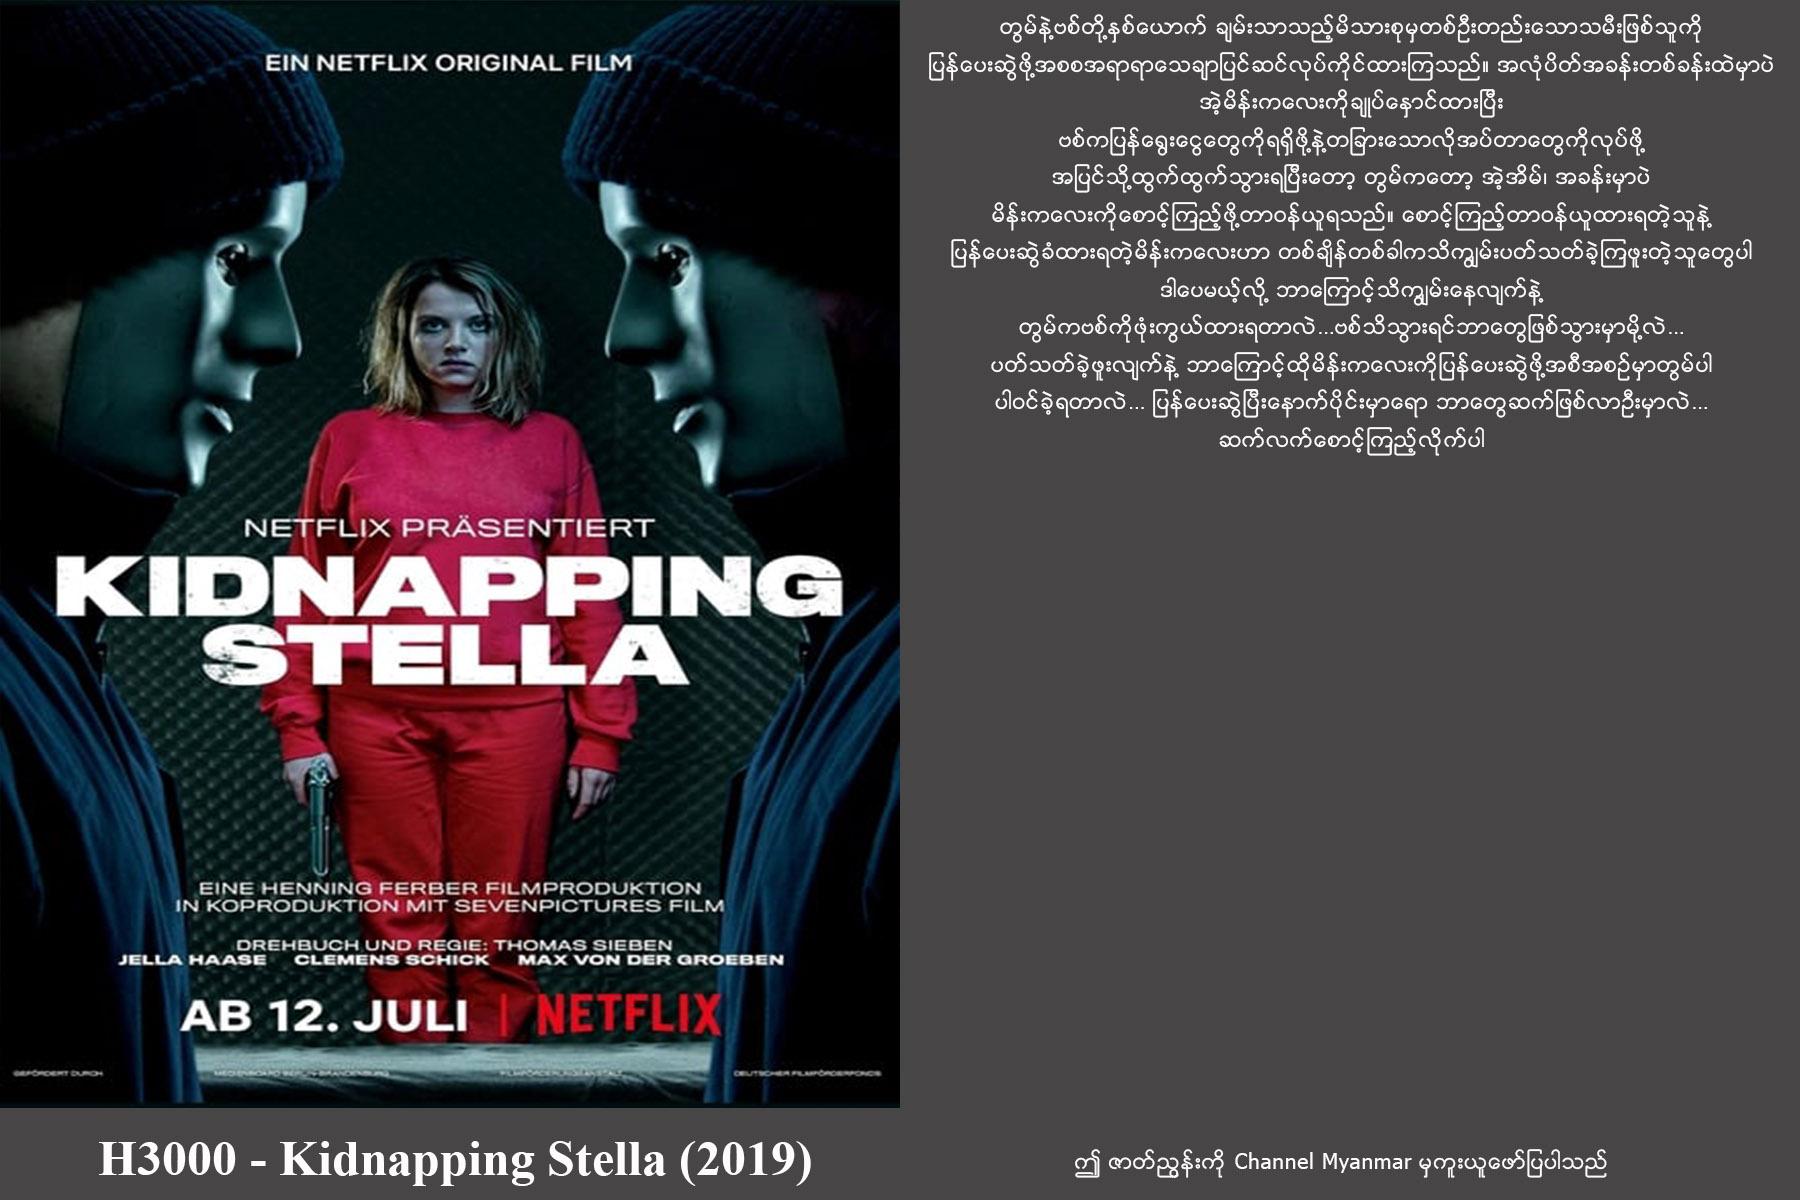 EIN NETFLIX ORIGINAL FILM
NETFLIX PRÄSENTIERT
KIDNAPPING
STELLA
EINE HENNING FERBER FILMPRODUKTION
IN KOPRODUKTION MIT SEVENPICTURES FILM
DREHBUCH UND REGIE: THOMAS SIEBEN
JELLA HAASE CLEMENS SCHICK MAX VON DER GROEBEN
AB 12. JULI | NETFLIX
GEFÖRDERT DURCH MEDIENBOARD BERLIN-BRANDENBURG FILMFÖRDERUNGSANSTALT DEUTSCHER FILMFÖRDERFONDS
H3000 - Kidnapping Stella (2019)
တွမ်နဲ့ဗစ်တို့နှစ်ယောက် ချမ်းသာသည့်မိသားစုမှတစ်ဦးတည်းသောသမီးဖြစ်သူကို
ပြန်ပေးဆွဲဖို့အစစအရာရာသေချာပြင်ဆင်လုပ်ကိုင်ထားကြသည်။ အလုံပိတ်အခန်းတစ်ခန်းထဲမှာပဲ
အဲ့မိန်းကလေးကိုချုပ်နှောင်ထားပြီး
ဗစ်ကပြန်ရွေးငွေတွေကိုရရှိဖို့နဲ့တခြားသောလိုအပ်တာတွေကိုလုပ်ဖို့
အပြင်သို့ထွက်ထွက်သွားရပြီးတော့ တွမ်ကတော့ အဲ့အိမ်၊ အခန်းမှာပဲ
မိန်းကလေးကိုစောင့်ကြည့်ဖို့တာဝန်ယူရသည်။ စောင့်ကြည့်တာဝန်ယူထားရတဲ့သူနဲ့
ပြန်ပေးဆွဲခံထားရတဲ့မိန်းကလေးဟာ တစ်ချိန်တစ်ခါကသိကျွမ်းပတ်သတ်ခဲ့ကြဖူးတဲ့သူတွေပါ
ဒါပေမယ့်လို့ ဘာကြောင့်သိကျွမ်းနေလျက်နဲ့
တွမ်ကဗစ်ကိုဖုံးကွယ်ထားရတာလဲ...ဗစ်သိသွားရင်ဘာတွေဖြစ်သွားမှာမို့လဲ...
ပတ်သတ်ခဲ့ဖူးလျက်နဲ့ ဘာကြောင့်ထိုမိန်းကလေးကိုပြန်ပေးဆွဲဖို့အစီအစဉ်မှာတွမ်ပါ
ပါဝင်ခဲ့ရတာလဲ... ပြန်ပေးဆွဲပြီးနောက်ပိုင်းမှာရော ဘာတွေဆက်ဖြစ်လာဦးမှာလဲ...
ဆက်လက်စောင့်ကြည့်လိုက်ပါ
ဤ ဇာတ်ညွှန်းကို Channel Myanmar မှကူးယူဖော်ပြပါသည်